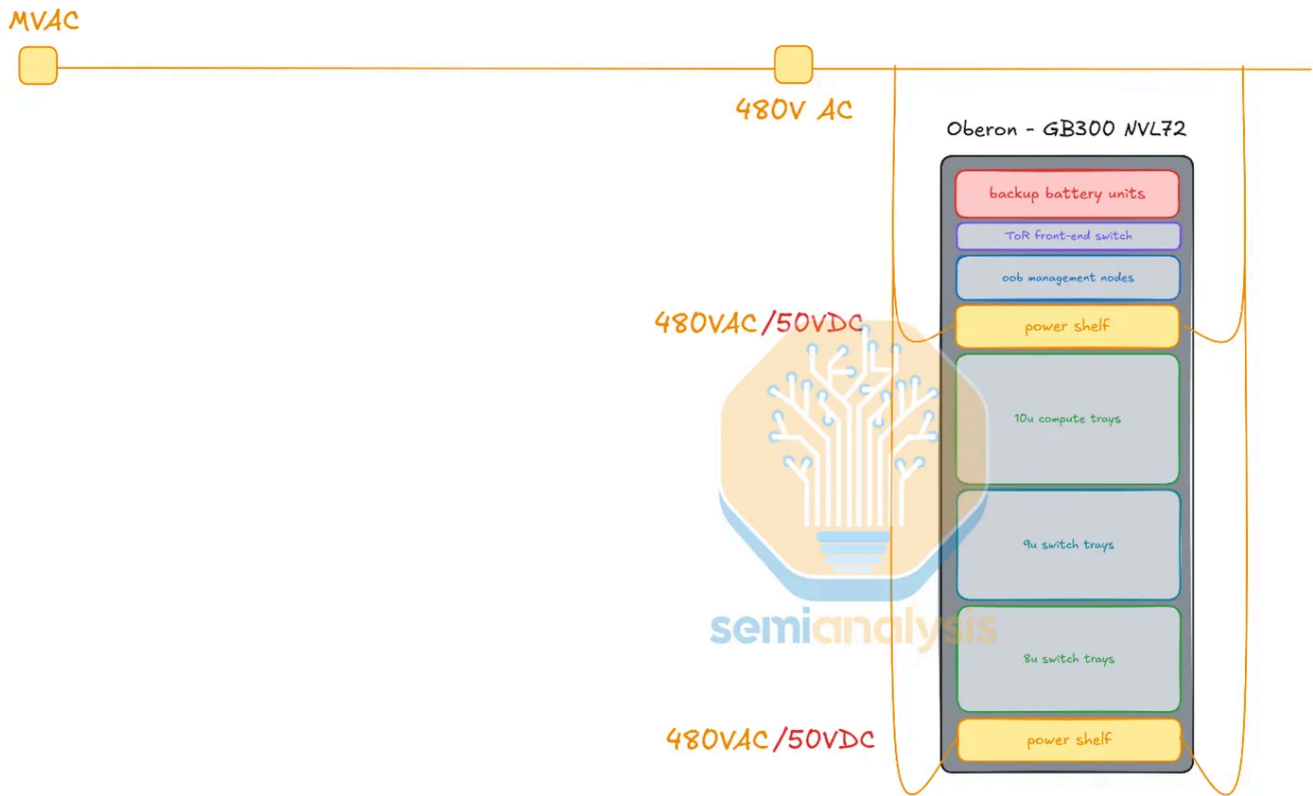 MVAC
480V AC
Oberon - GB300 NVL72
backup battery units
ToR front-end switch
oob management nodes
480VAC/50VDC
power shelf
10u compute trays
9u switch trays
semianalysis
8u switch trays
480VAC/50VDC
power shelf